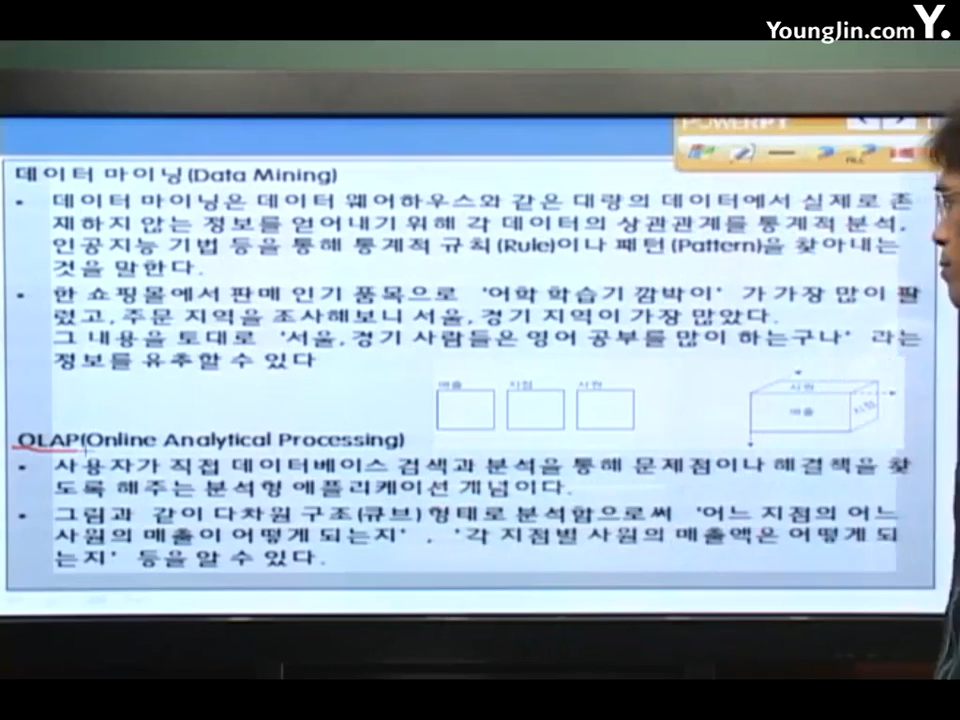 YoungJin.com Y.
POWERPT
데이터 마이닝(Data Mining)
• 데이터 마이닝은 데이터 웨어하우스와 같은 대량의 데이터에서 실제로 존
재하지 않는 정보를 얻어내기 위해 각 데이터의 상관관계를 통계적 분석,
인공지능 기법 등을 통해 통계적 규칙(Rule)이나 패턴(Pattern)을 찾아내는
것을 말한다.
• 한 쇼핑몰에서 판매 인기 품목으로 '어학 학습기 깜박이' 가 가장 많이 팔
렸고, 주문 지역을 조사해보니 서울, 경기 지역이 가장 많았다.
그 내용을 토대로 '서울, 경기 사람들은 영어 공부를 많이 하는구나' 라는
정보를 유추할 수 있다
매출 지점 사원
사원
매출 지점
OLAP(Online Analytical Processing)
• 사용자가 직접 데이터베이스 검색과 분석을 통해 문제점이나 해결책을 찾
도록 해주는 분석형 애플리케이션 개념이다.
• 그림과 같이 다차원 구조(큐브) 형태로 분석함으로써 '어느 지점의 어느
사원의 매출이 어떻게 되는지', '각 지점별 사원의 매출액은 어떻게 되
는지' 등을 알 수 있다.